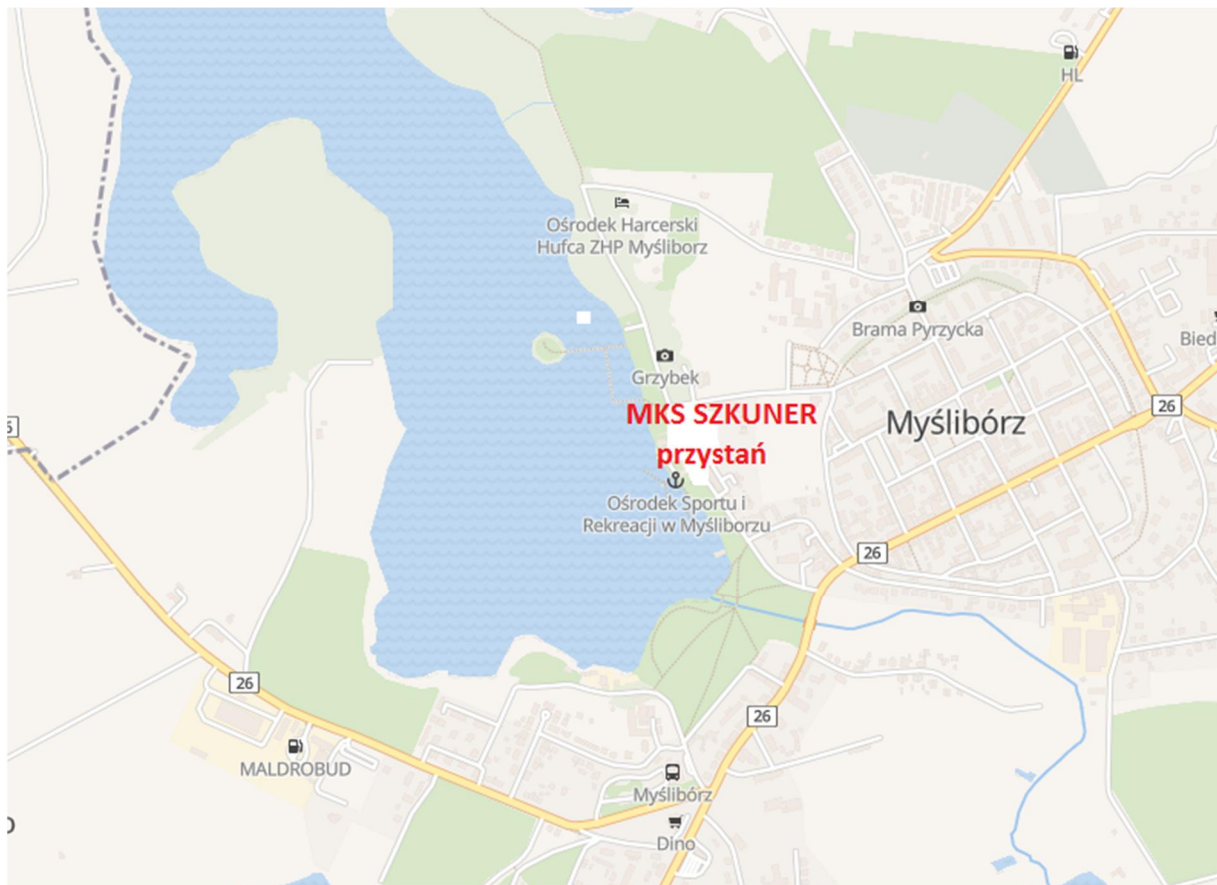 HL
Ośrodek Harcerski
Hufca ZHP Myślibórz
Brama Pyrzycka
Bied
Grzybek
26
MKS SZKUNER
przystań
Myślibórz
6
Ośrodek Sportu i
Rekreacji w Myśliborzu
26
26
26
MALDROBUD
Myślibórz
Dino
o